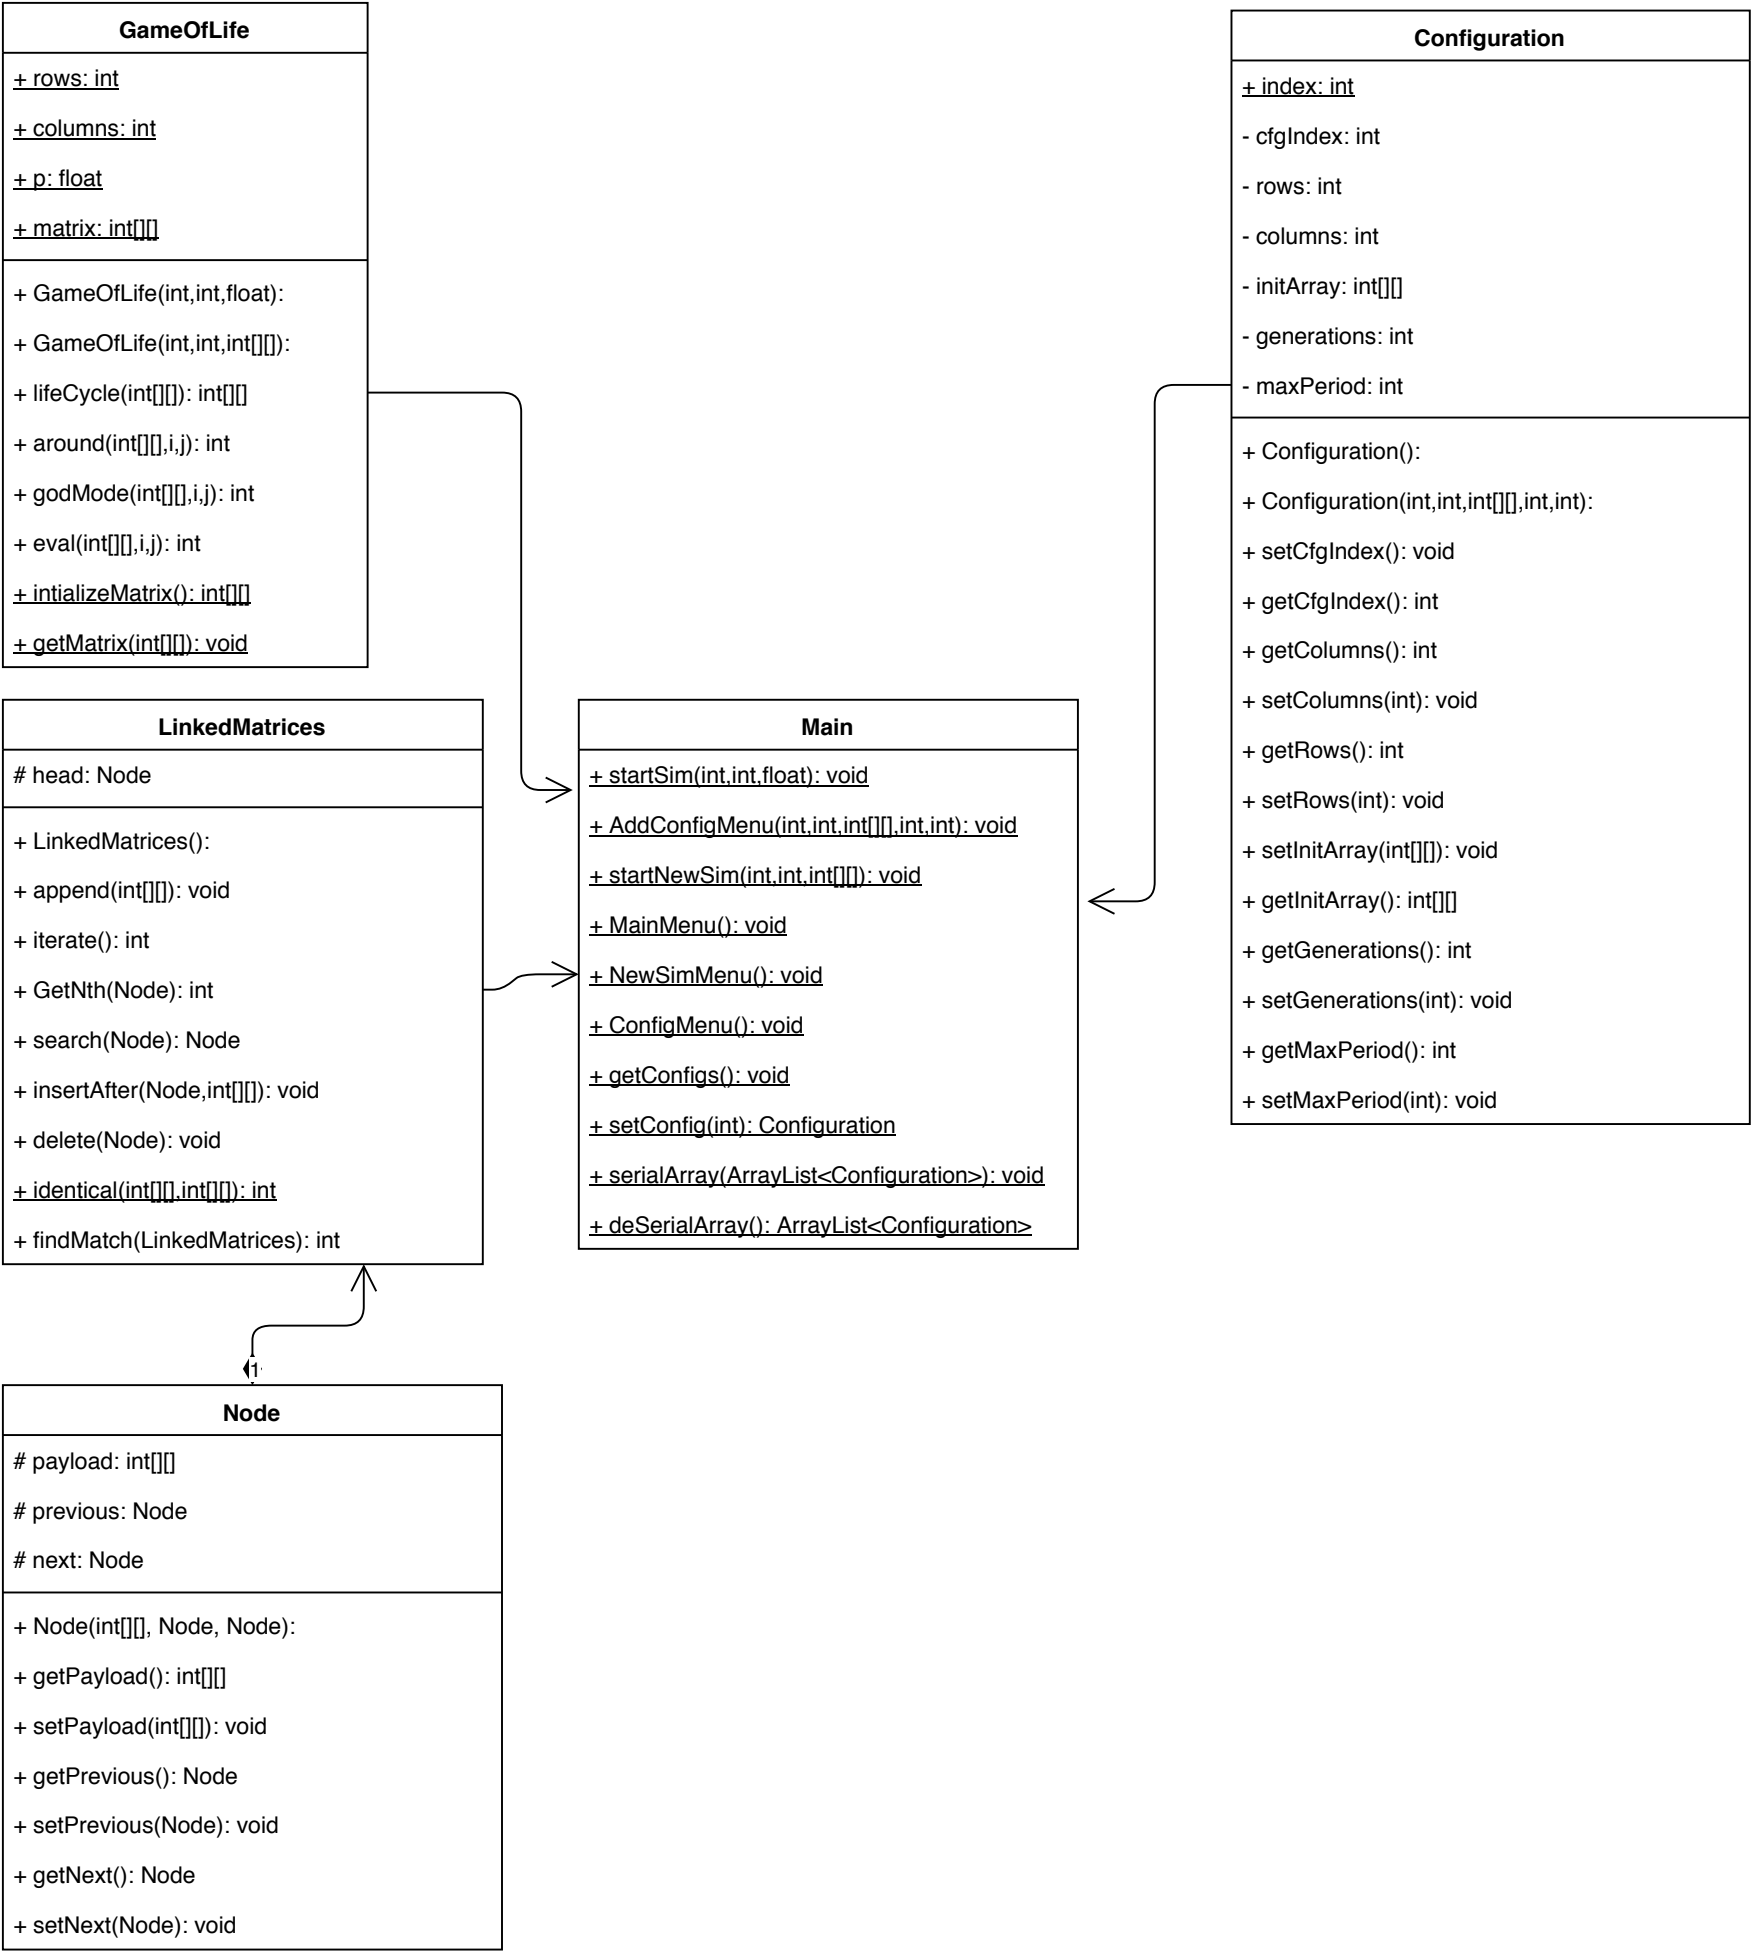 GameOfLife
+ rows: int
+ columns: int
+ p: float
+ matrix: int[][]
+ GameOfLife(int,int,float):
+ GameOfLife(int,int,int[][]):
+ lifeCycle(int[][]): int[][]
+ around(int[][],i,j): int
+ godMode(int[][],i,j): int
+ eval(int[][],i,j): int
+ intializeMatrix(): int[][]
+ getMatrix(int[][]): void
Configuration
+ index: int
- cfgIndex: int
- rows: int
- columns: int
- initArray: int[][]
- generations: int
- maxPeriod: int
+ Configuration():
+ Configuration(int,int,int[][],int,int):
+ setCfgIndex(): void
+ getCfgIndex(): int
+ getColumns(): int
+ setColumns(int): void
+ getRows(): int
+ setRows(int): void
+ setInitArray(int[][]): void
+ getInitArray(): int[][]
+ getGenerations(): int
+ setGenerations(int): void
+ getMaxPeriod(): int
+ setMaxPeriod(int): void
LinkedMatrices
# head: Node
+ LinkedMatrices():
+ append(int[][]): void
+ iterate(): int
+ GetNth(Node): int
+ search(Node): Node
+ insertAfter(Node,int[][]): void
+ delete(Node): void
+ identical(int[][],int[][]): int
+ findMatch(LinkedMatrices): int
Main
+ startSim(int,int,float): void
+ AddConfigMenu(int,int,int[][],int,int): void
+ startNewSim(int,int,int[][]): void
+ MainMenu(): void
+ NewSimMenu(): void
+ ConfigMenu(): void
+ getConfigs(): void
+ setConfig(int): Configuration
+ serialArray(ArrayList<Configuration>): void
+ deSerialArray(): ArrayList<Configuration>
1
Node
# payload: int[][]
# previous: Node
# next: Node
+ Node(int[][], Node, Node):
+ getPayload(): int[][]
+ setPayload(int[][]): void
+ getPrevious(): Node
+ setPrevious(Node): void
+ getNext(): Node
+ setNext(Node): void